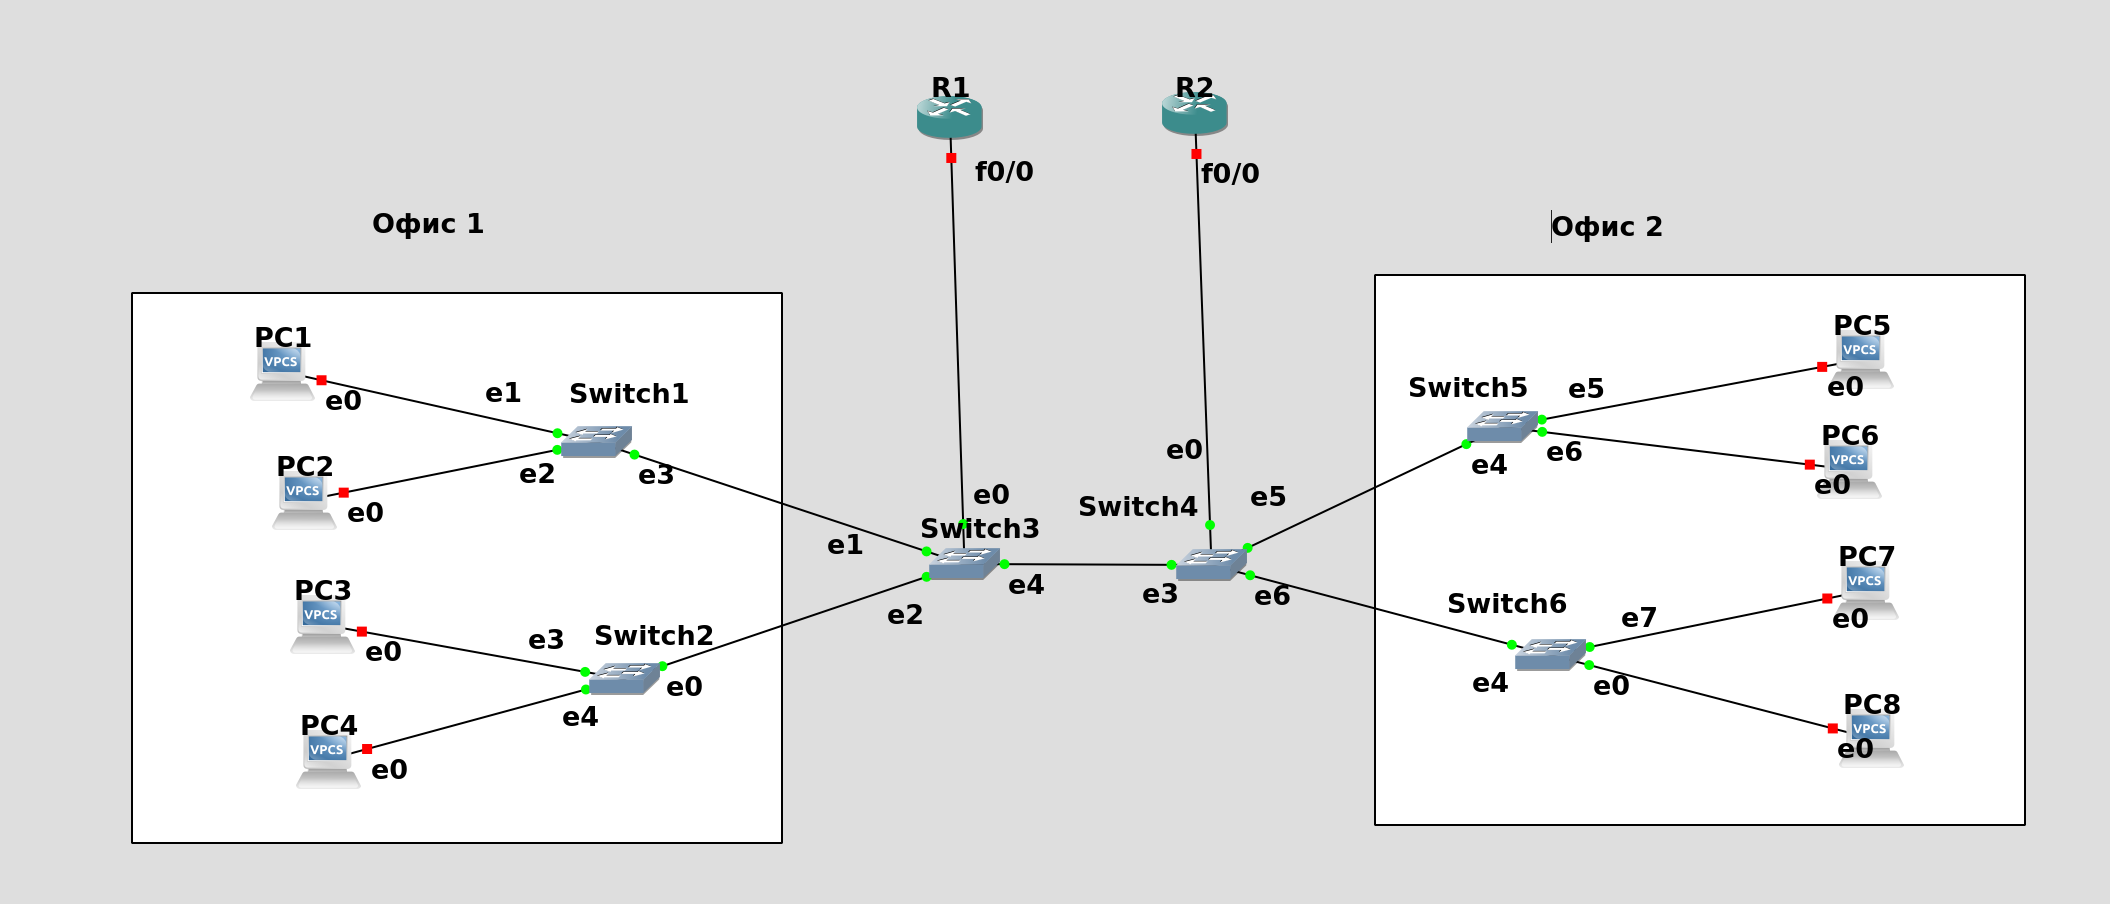 R1
R2
f0/0
f0/0
Офис 1
Офис 2
PC1
VPCS
e0
e1
Switch1
PC2
VPCS
e0
e2
e3
PC3
VPCS
e0
e3
Switch2
PC4
VPCS
e0
e4
e0
e0
Switch3
e1
e2
e4
e0
Switch4
e5
e3
e6
Switch5
e5
e4
e6
PC5
VPCS
e0
PC6
VPCS
e0
Switch6
e7
e4
e0
PC7
VPCS
e0
PC8
VPCS
e0